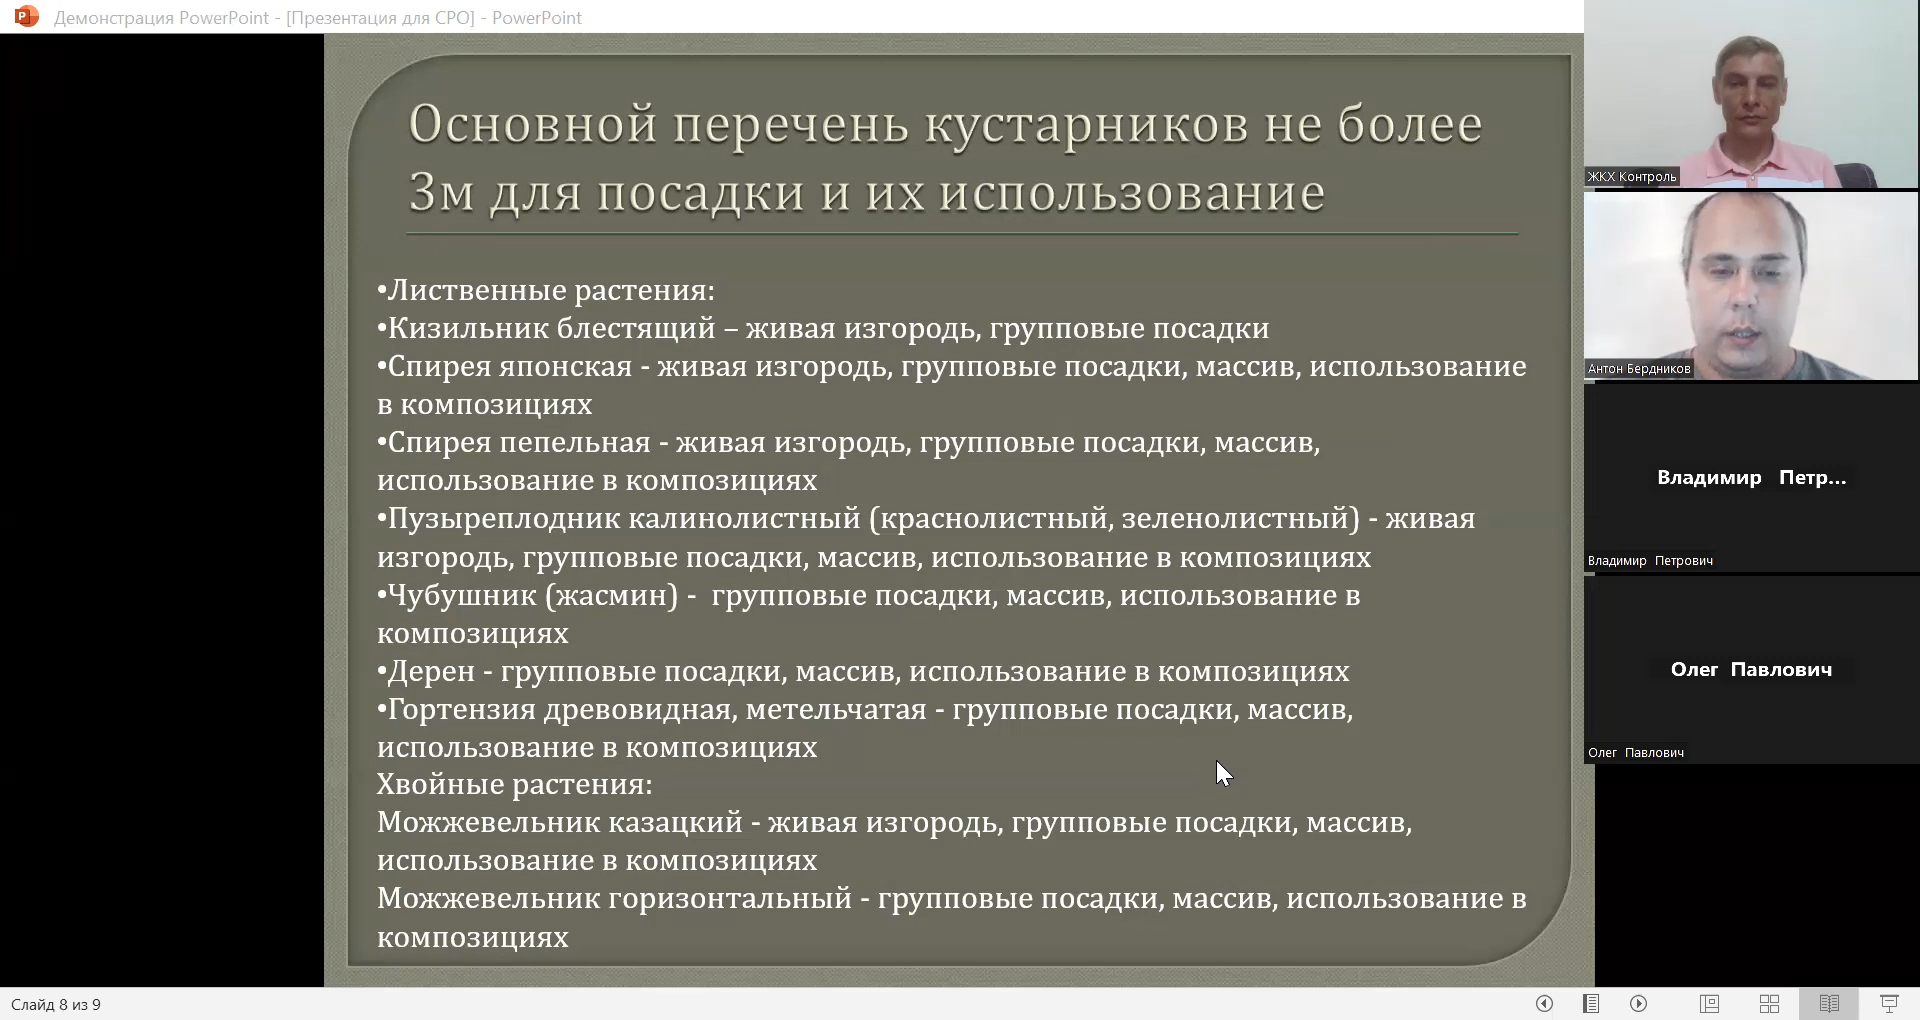 Демонстрация PowerPoint - [Презентация для СРО] - PowerPoint
Основной перечень кустарников не более
3м для посадки и их использование
•Лиственные растения:
•Кизильник блестящий – живая изгородь, групповые посадки
•Спирея японская - живая изгородь, групповые посадки, массив, использование
в композициях
•Спирея пепельная - живая изгородь, групповые посадки, массив,
использование в композициях
•Пузыреплодник калинолистный (краснолистный, зеленолистный) - живая
изгородь, групповые посадки, массив, использование в композициях
•Чубушник (жасмин) -  групповые посадки, массив, использование в
композициях
•Дерен - групповые посадки, массив, использование в композициях
•Гортензия древовидная, метельчатая - групповые посадки, массив,
использование в композициях
Хвойные растения:
Можжевельник казацкий - живая изгородь, групповые посадки, массив,
использование в композициях
Можжевельник горизонтальный - групповые посадки, массив, использование в
композициях
ЖКХ Контроль
Антон Бердников
Владимир Петр...
Владимир Петрович
Олег Павлович
Олег Павлович
Слайд 8 из 9